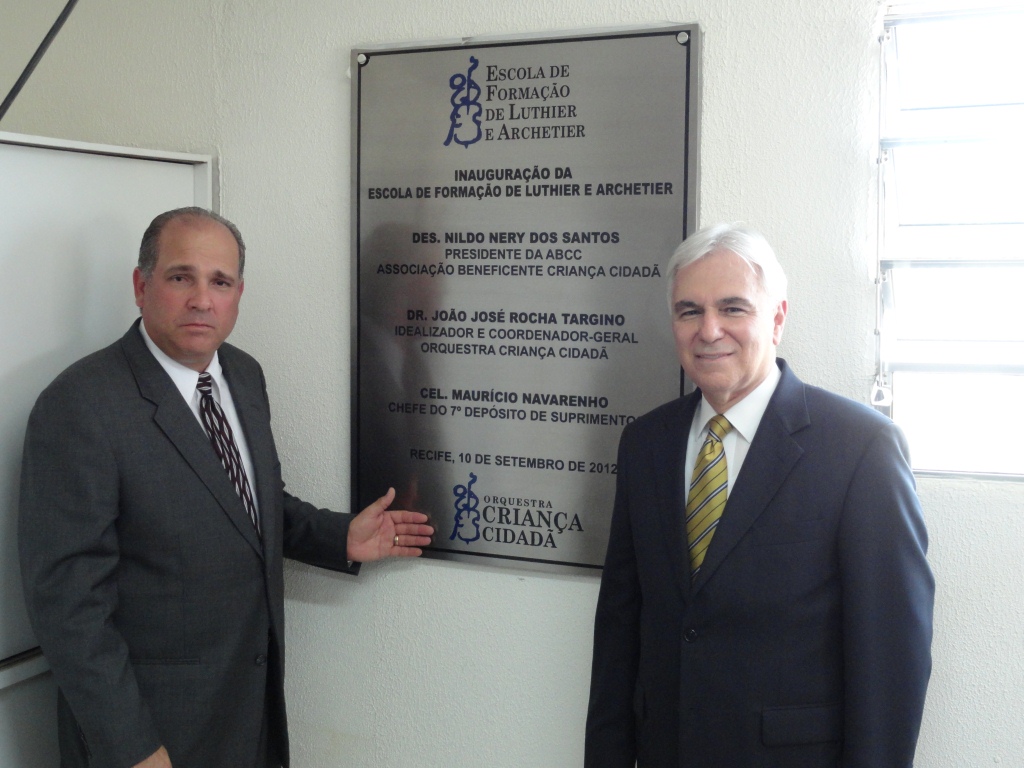 ESCOLA DE
FORMAÇÃO
DE LUTHIER
E ARCHETIER
INAUGURAÇÃO DA
ESCOLA DE FORMAÇÃO DE LUTHIER E ARCHETIER
DES. NILDO NERY DOS SANTOS
PRESIDENTE DA ABCC
ASSOCIAÇÃO BENEFICENTE CRIANÇA CIDADÃ
DR. JOÃO JOSÉ ROCHA TARGINO
IDEALIZADOR E COORDENADOR-GERAL
ORQUESTRA CRIANÇA CIDADÃ
CEL. MAURÍCIO NAVARENHO
CHEFE DO 7º DEPÓSITO DE SUPRIMENTOS
RECIFE, 10 DE SETEMBRO DE 2012
ORQUESTRA
CRIANÇA
CIDADÃ